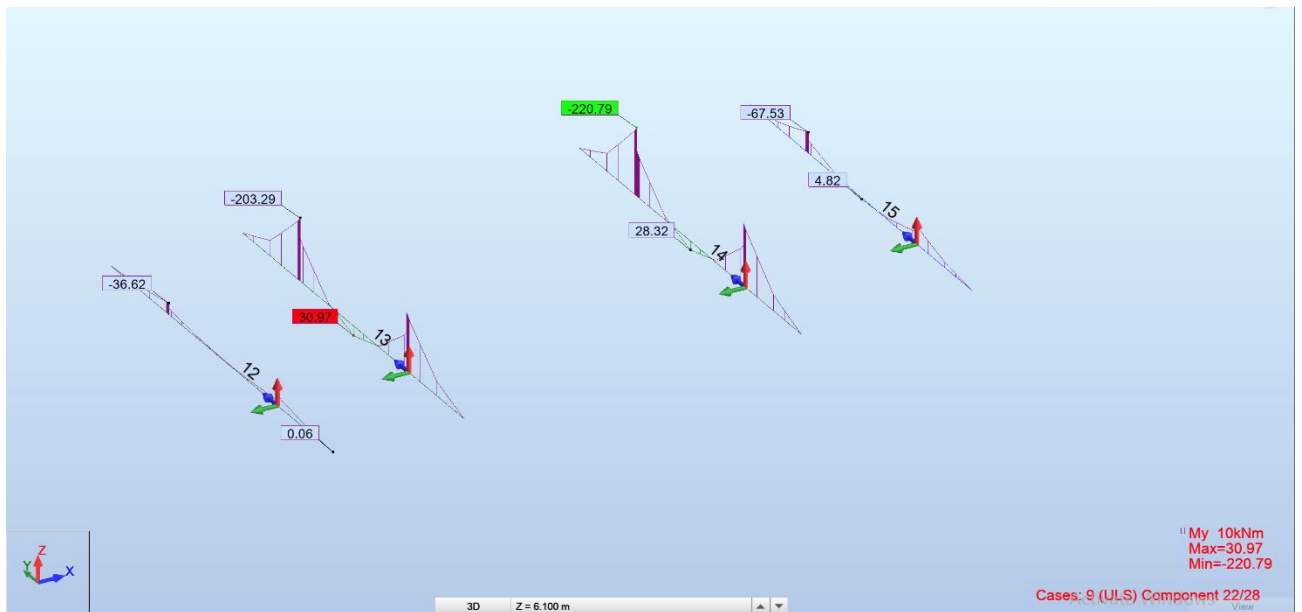 -220.79
-67.53
4.82
15
-203.29
28.32
14
-36.62
30.97
13
12
0.06
My 10kNm
Max=30.97
Min=-220.79
Cases: 9 (ULS) Component 22/28
Z
Y
X
3D
Z = 6.100 m
View